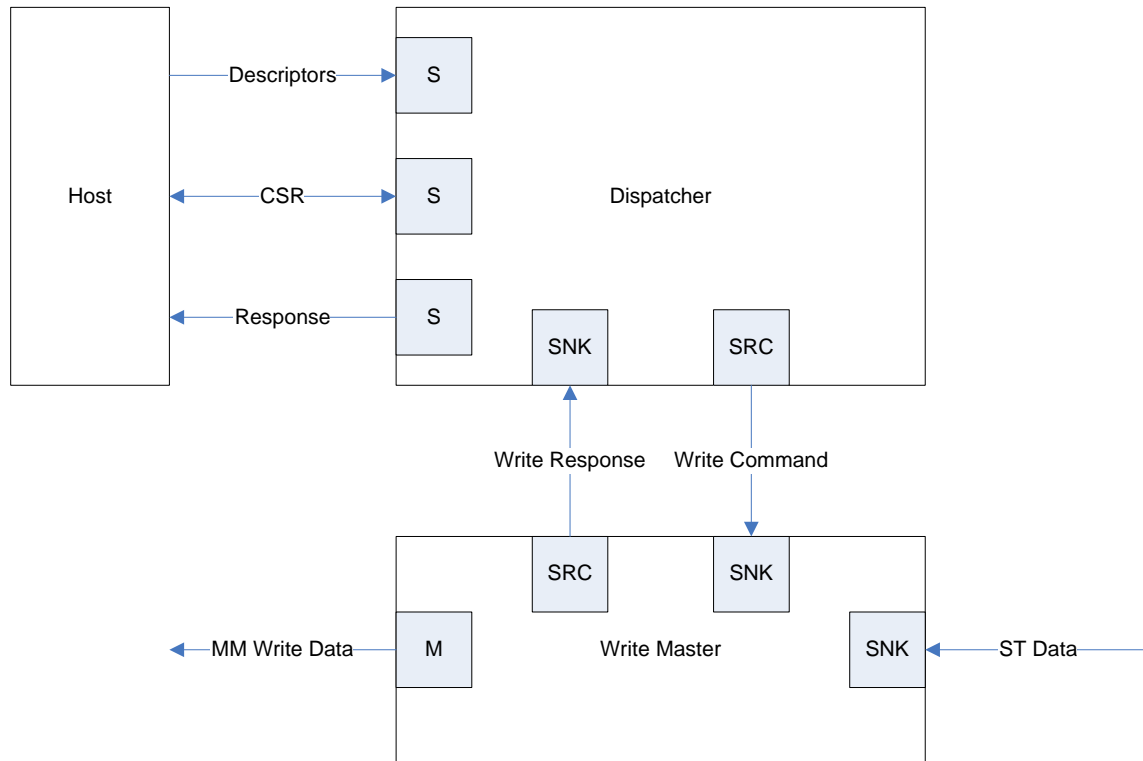 Descriptors
S
Host
CSR
S
Dispatcher
Response
S
SNK
SRC
Write Response
Write Command
SRC
SNK
MM Write Data
M
Write Master
SNK
ST Data